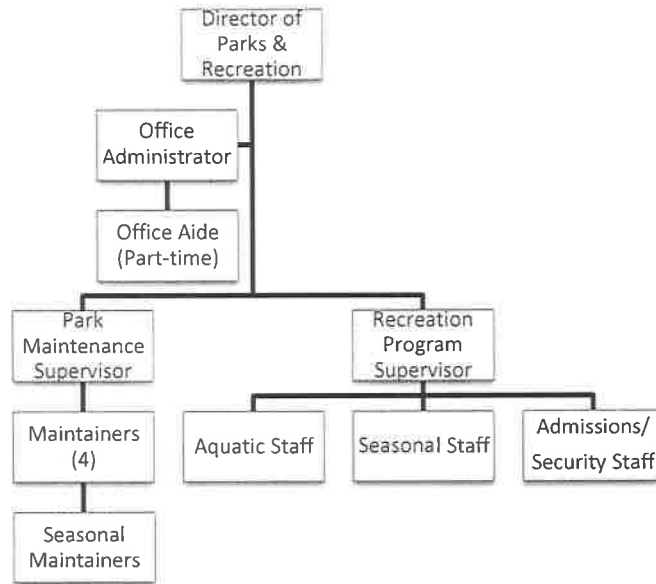 Director of
Parks &
Recreation
Office
Administrator
Office Aide
(Part-time)
Park
Maintenance
Supervisor
Recreation
Program
Supervisor
Maintainers
(4)
Aquatic Staff
Seasonal Staff
Admissions/
Security Staff
Seasonal
Maintainers